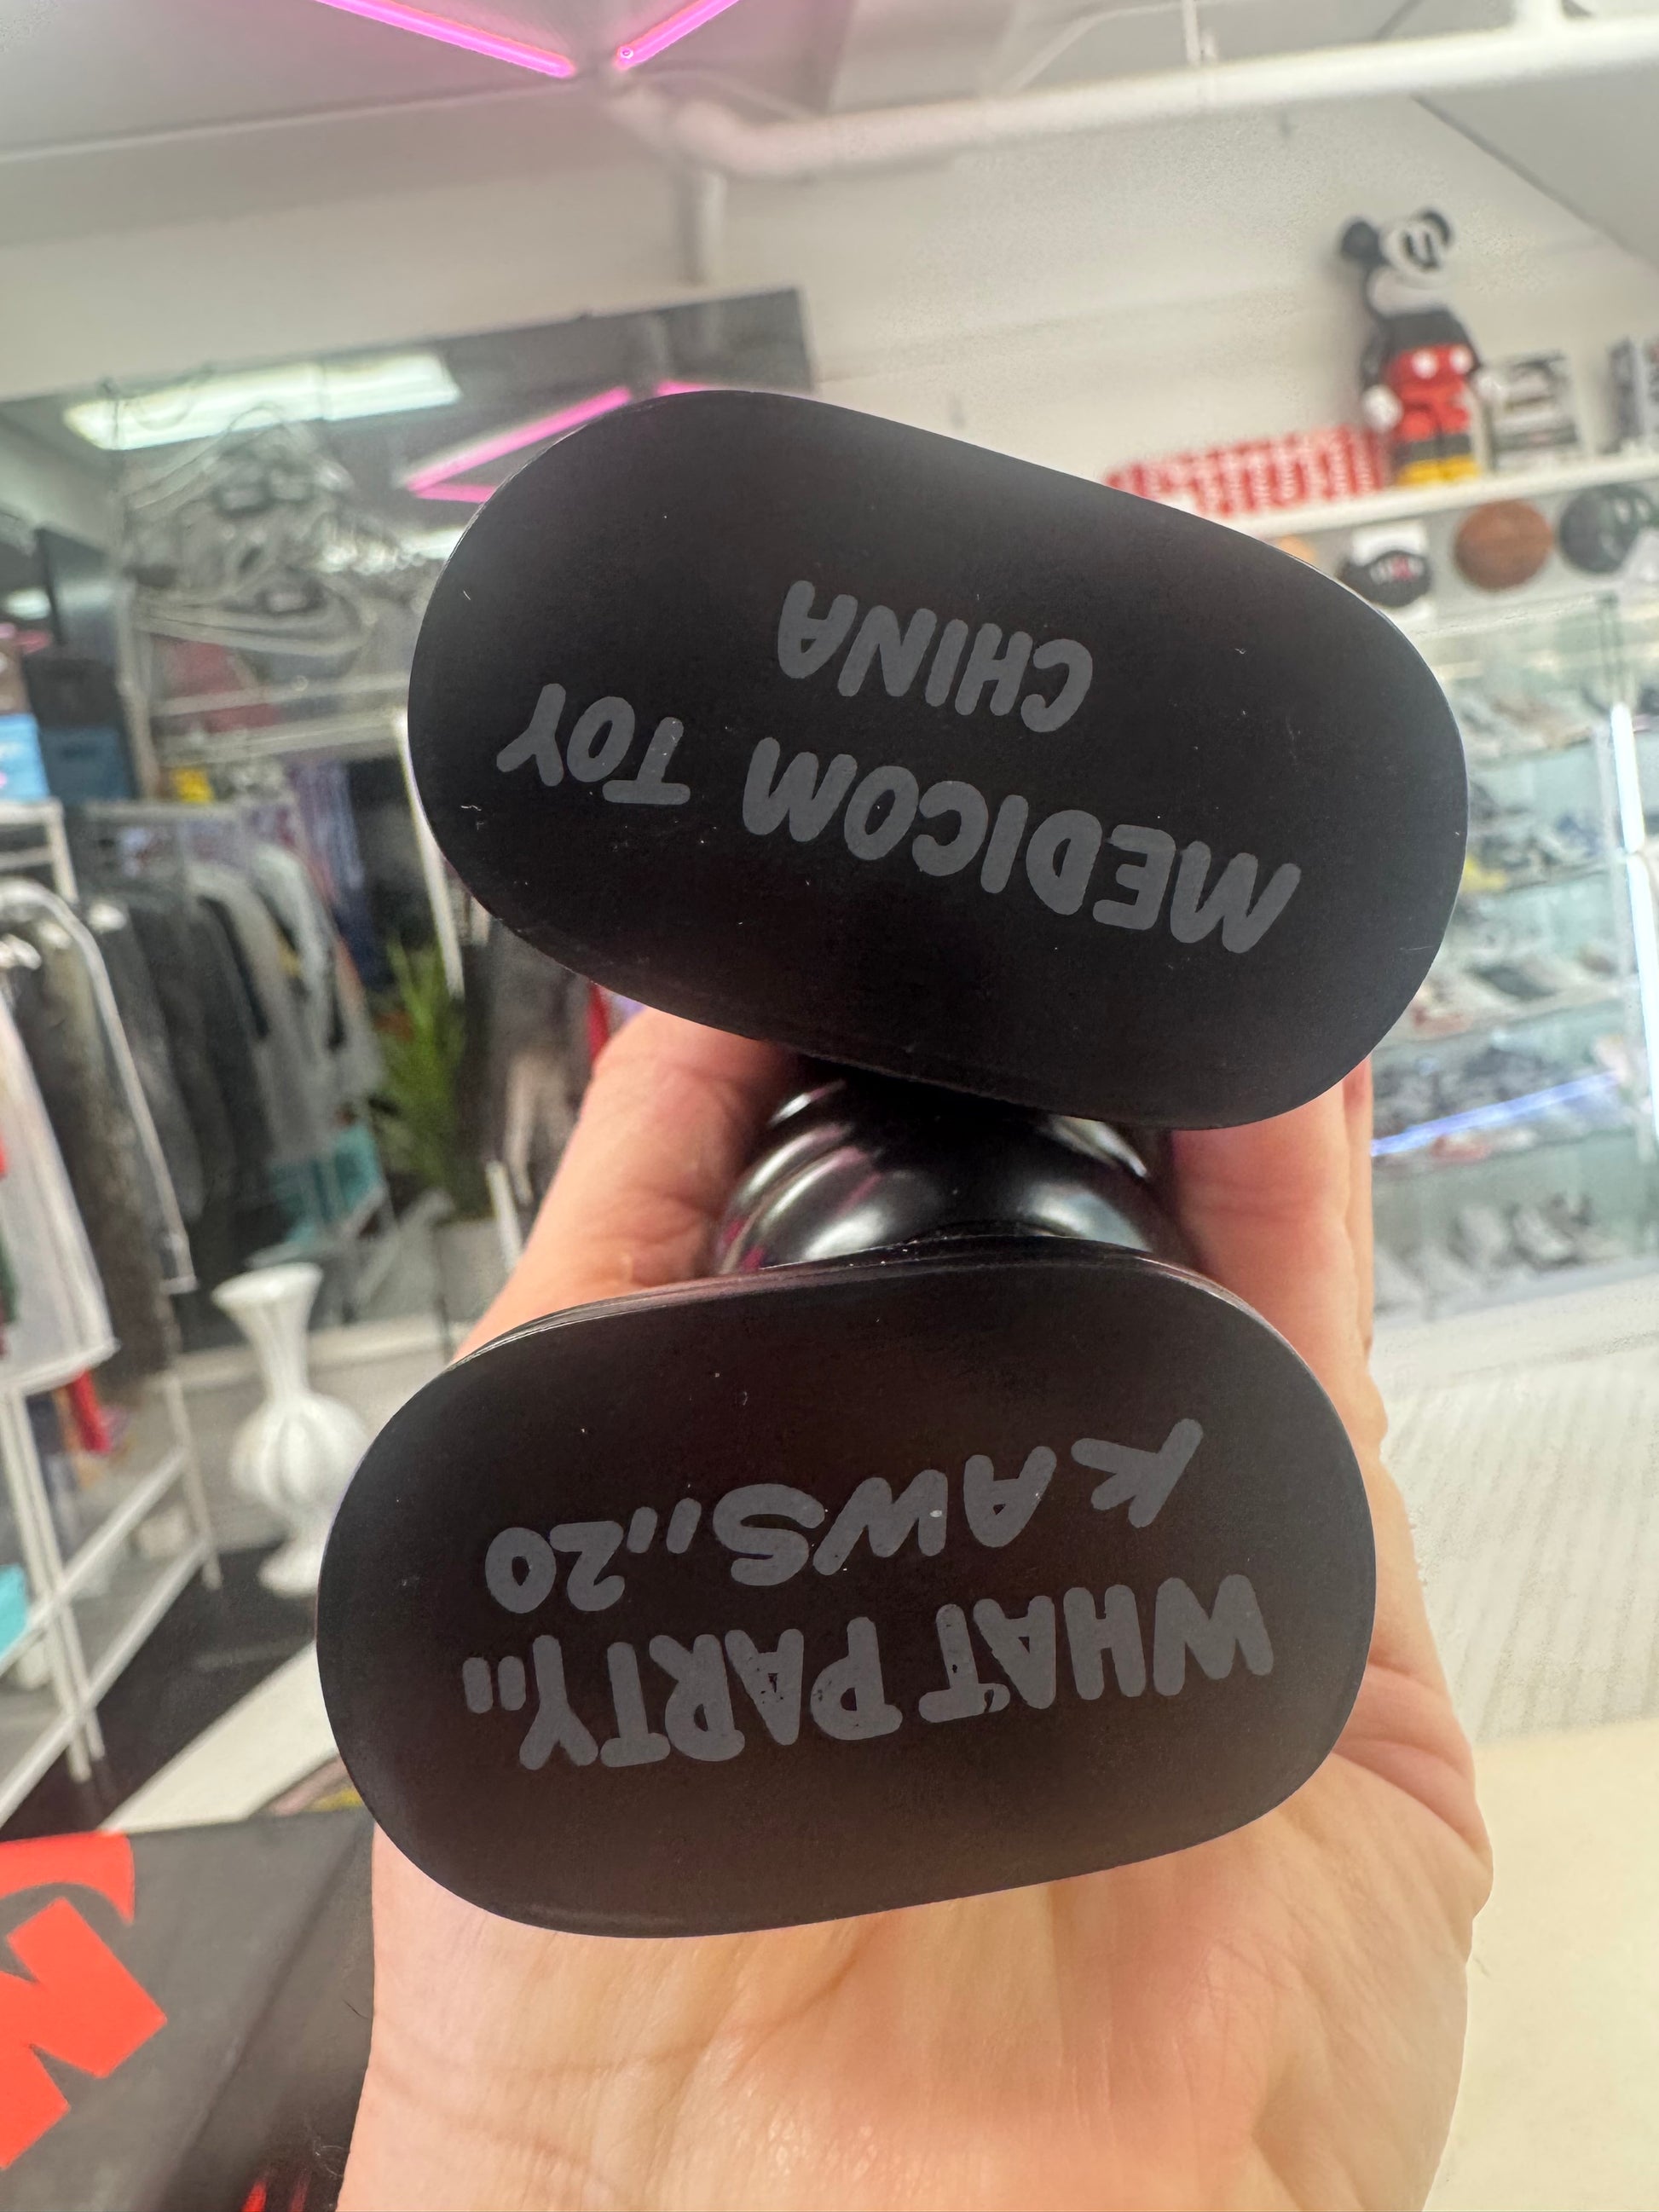 MEDICOM TOY
CHINA
WHAT PARTY,,
KAWS,,20